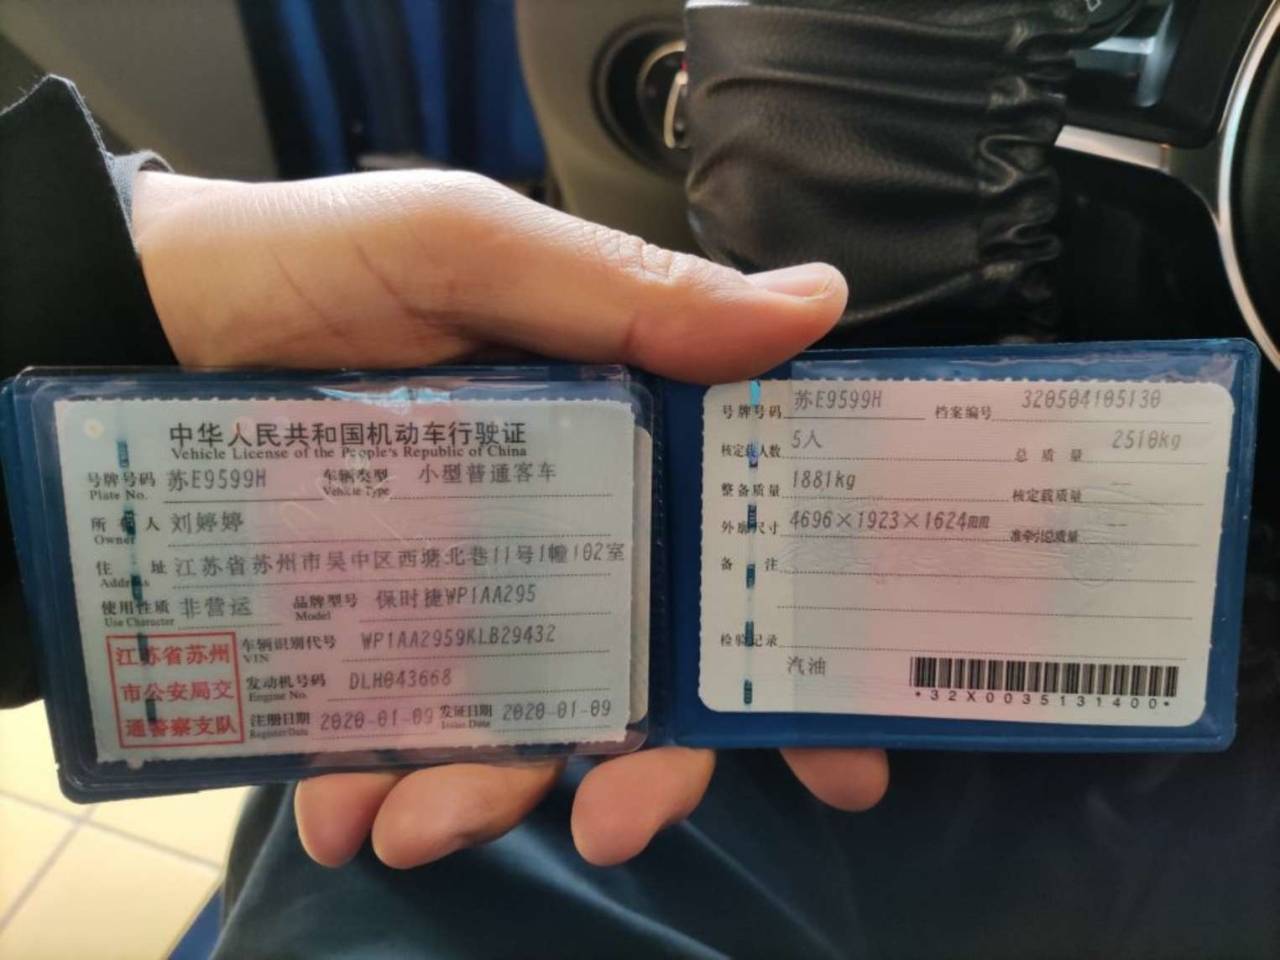 中华人民共和国机动车行驶证
Vehicle License of the People's Republic of China
号牌号码 苏E9599H 车辆类型 小型普通客车
Plate No. Vehicle Type
所有人 刘婷婷
Owner
住址 江苏省苏州市吴中区西塘北巷11号1幢102室
Address
使用性质 非营运 品牌型号 保时捷WP1AA295
Use Character Model
江苏省苏州
市公安局交
通警察支队
车辆识别代号 WP1AA2959KLB29432
VIN
发动机号码 DLH043668
Engine No.
注册日期 2020-01-09 发证日期 2020-01-09
Register Date Issue Date
号牌号码 苏E9599H 档案编号 320504105130
核定载人数 5人 总质量 2510kg
整备质量 1881kg 核定载质量 —
外廓尺寸 4696×1923×1624mm 准牵引总质量 —
备注
检验记录
汽油
*32X0035131400*